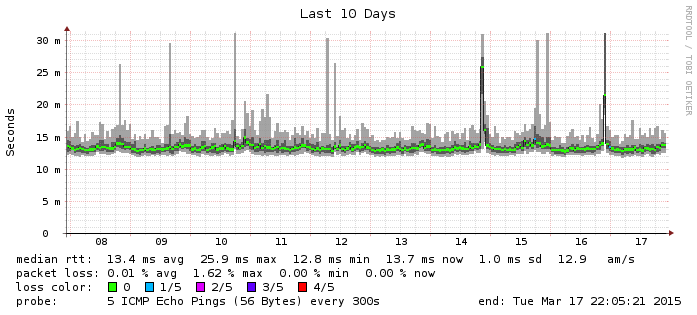 Last 10 Days
RRDTOOL / TOBI OETIKER
Seconds
30 m
25 m
20 m
15 m
10 m
5 m
0
08 09 10 11 12 13 14 15 16 17
median rtt: 13.4 ms avg 25.9 ms max 12.8 ms min 13.7 ms now 1.0 ms sd 12.9 am/s
packet loss: 0.01 % avg 1.62 % max 0.00 % min 0.00 % now
loss color: 0 1/5 2/5 3/5 4/5
probe: 5 ICMP Echo Pings (56 Bytes) every 300s end: Tue Mar 17 22:05:21 2015